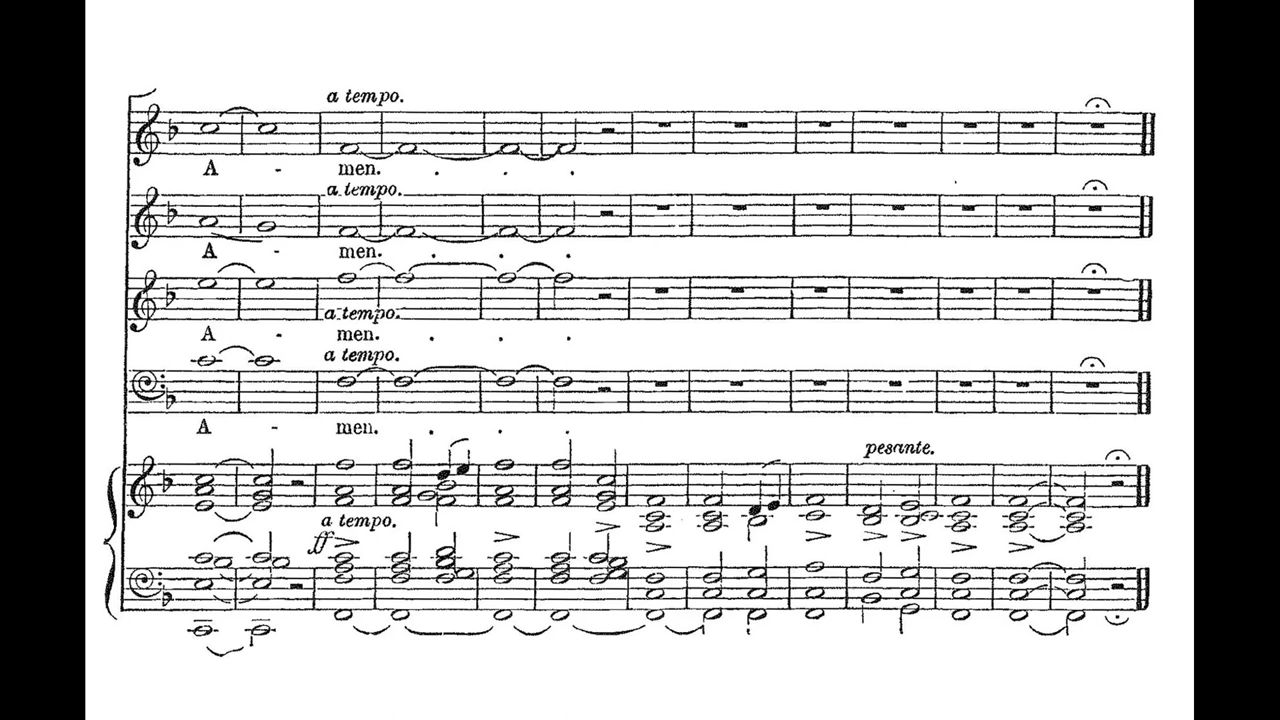 a tempo.
A - men. . . .
a tempo.
A - men. . . .
a tempo.
A - men. . . .
a tempo.
A - men. . . .
pesante.
a tempo.
ff